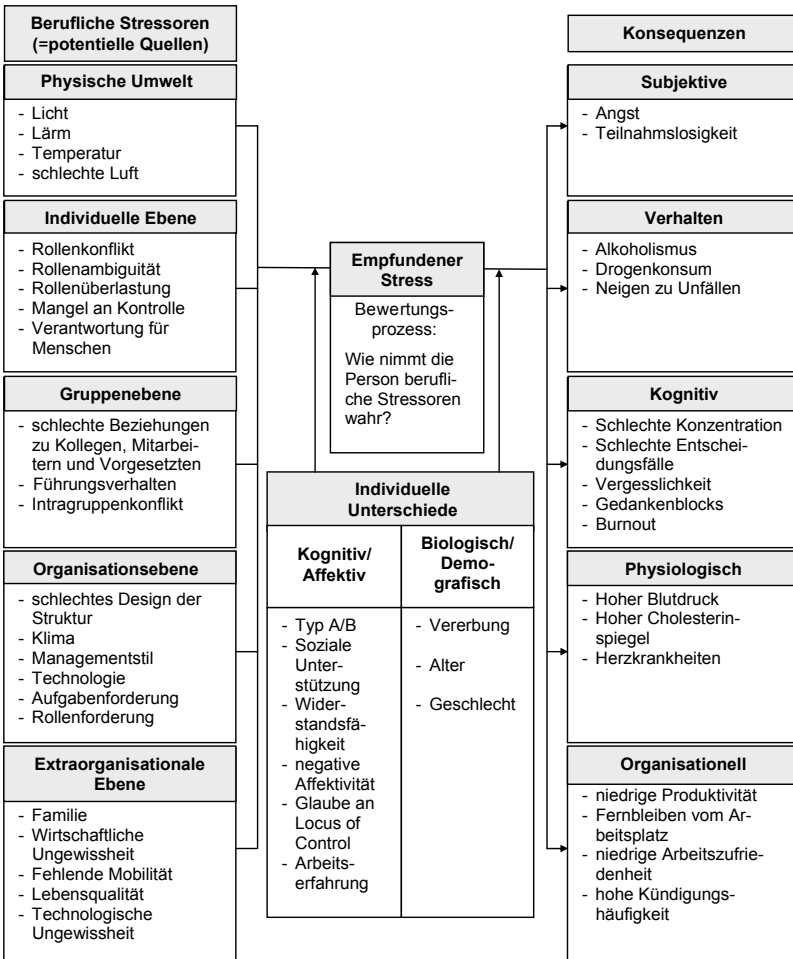 Berufliche Stressoren
(=potentielle Quellen)
Physische Umwelt
- Licht
- Lärm
- Temperatur
- schlechte Luft
Individuelle Ebene
- Rollenkonflikt
- Rollenambiguität
- Rollenüberlastung
- Mangel an Kontrolle
- Verantwortung für
Menschen
Gruppenebene
- schlechte Beziehungen
zu Kollegen, Mitarbei-
tern und Vorgesetzten
- Führungsverhalten
- Intragruppenkonflikt
Organisationsebene
- schlechtes Design der
Struktur
- Klima
- Managementstil
- Technologie
- Aufgabenforderung
- Rollenforderung
Extraorganisationale
Ebene
- Familie
- Wirtschaftliche
Ungewissheit
- Fehlende Mobilität
- Lebensqualität
- Technologische
Ungewissheit
Empfundener
Stress
Bewertungs-
prozess:
Wie nimmt die
Person berufli-
che Stressoren
wahr?
Individuelle
Unterschiede
Kognitiv/
Affektiv
- Typ A/B
- Soziale
Unter-
stützung
- Wider-
standsfä-
higkeit
- negative
Affektivität
- Glaube an
Locus of
Control
- Arbeits-
erfahrung
Biologisch/
Demo-
grafisch
- Vererbung
- Alter
- Geschlecht
Konsequenzen
Subjektive
- Angst
- Teilnahmslosigkeit
Verhalten
- Alkoholismus
- Drogenkonsum
- Neigen zu Unfällen
Kognitiv
- Schlechte Konzentration
- Schlechte Entschei-
dungsfälle
- Vergesslichkeit
- Gedankenblocks
- Burnout
Physiologisch
- Hoher Blutdruck
- Hoher Cholesterin-
spiegel
- Herzkrankheiten
Organisationell
- niedrige Produktivität
- Fernbleiben vom Ar-
beitsplatz
- niedrige Arbeitszufrie-
denheit
- hohe Kündigungs-
häufigkeit